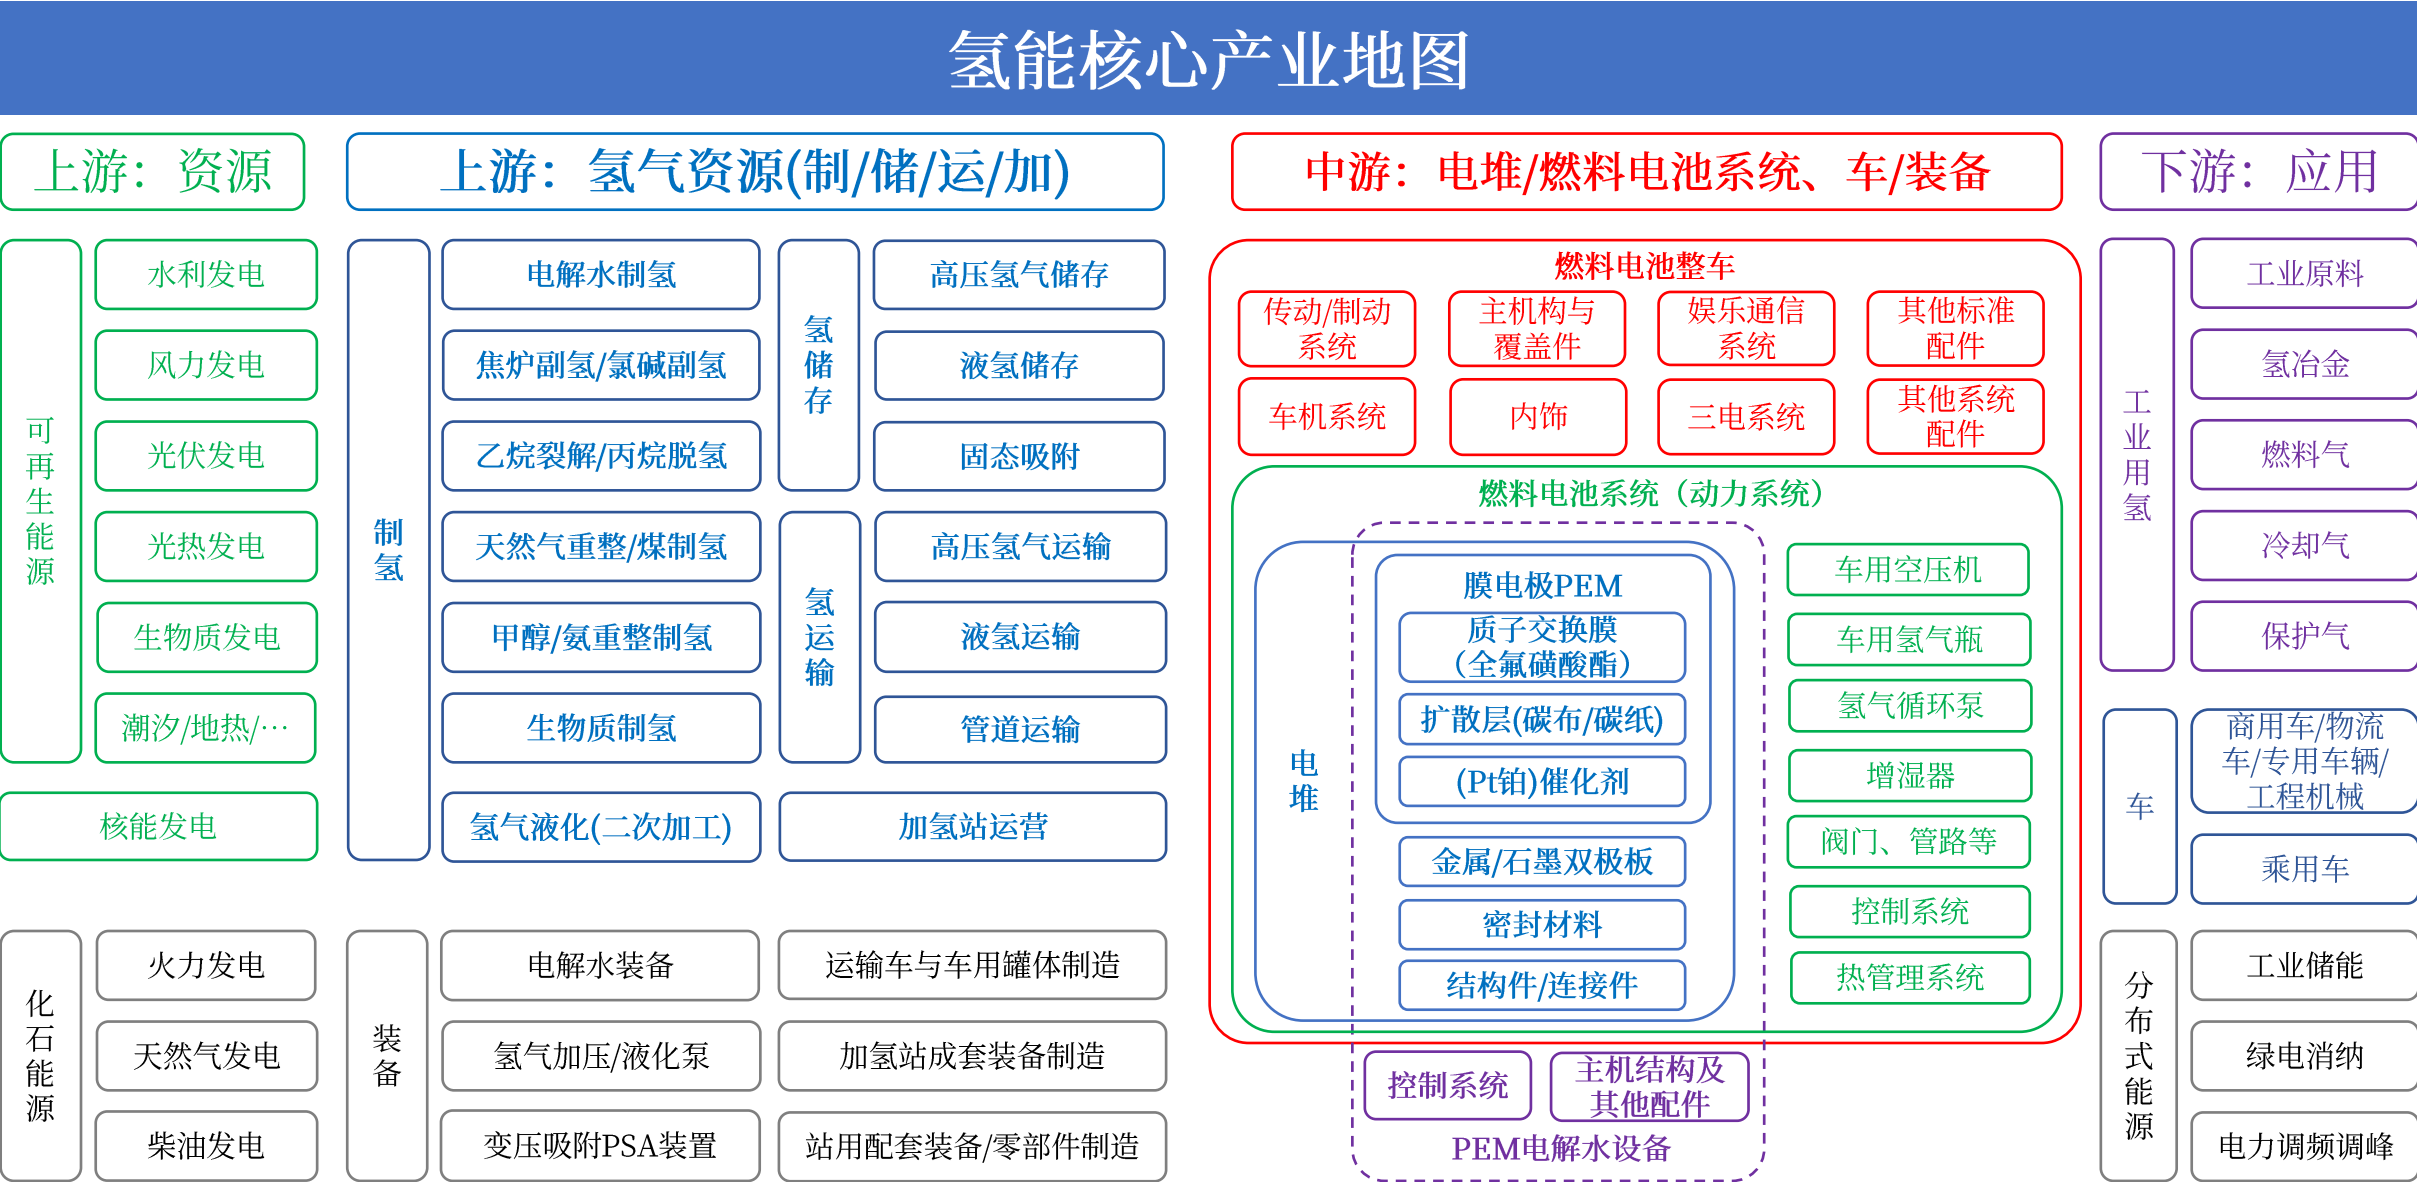 氢能核心产业地图
上游：资源
可再生能源
水利发电
风力发电
光伏发电
光热发电
生物质发电
潮汐/地热/…
核能发电
化石能源
火力发电
天然气发电
柴油发电
上游：氢气资源(制/储/运/加)
制氢
电解水制氢
焦炉副氢/氯碱副氢
乙烷裂解/丙烷脱氢
天然气重整/煤制氢
甲醇/氨重整制氢
生物质制氢
氢气液化(二次加工)
氢储存
高压氢气储存
液氢储存
固态吸附
氢运输
高压氢气运输
液氢运输
管道运输
加氢站运营
装备
电解水装备
氢气加压/液化泵
变压吸附PSA装置
运输车与车用罐体制造
加氢站成套装备制造
站用配套装备/零部件制造
中游：电堆/燃料电池系统、车/装备
燃料电池整车
传动/制动
系统
主机构与
覆盖件
娱乐通信
系统
其他标准
配件
车机系统
内饰
三电系统
其他系统
配件
燃料电池系统（动力系统）
电堆
膜电极PEM
质子交换膜
（全氟磺酸酯）
扩散层(碳布/碳纸)
(Pt铂)催化剂
金属/石墨双极板
密封材料
结构件/连接件
车用空压机
车用氢气瓶
氢气循环泵
增湿器
阀门、管路等
控制系统
热管理系统
控制系统
主机结构及
其他配件
PEM电解水设备
下游：应用
工业用氢
工业原料
氢冶金
燃料气
冷却气
保护气
车
商用车/物流
车/专用车辆/
工程机械
乘用车
分布式能源
工业储能
绿电消纳
电力调频调峰